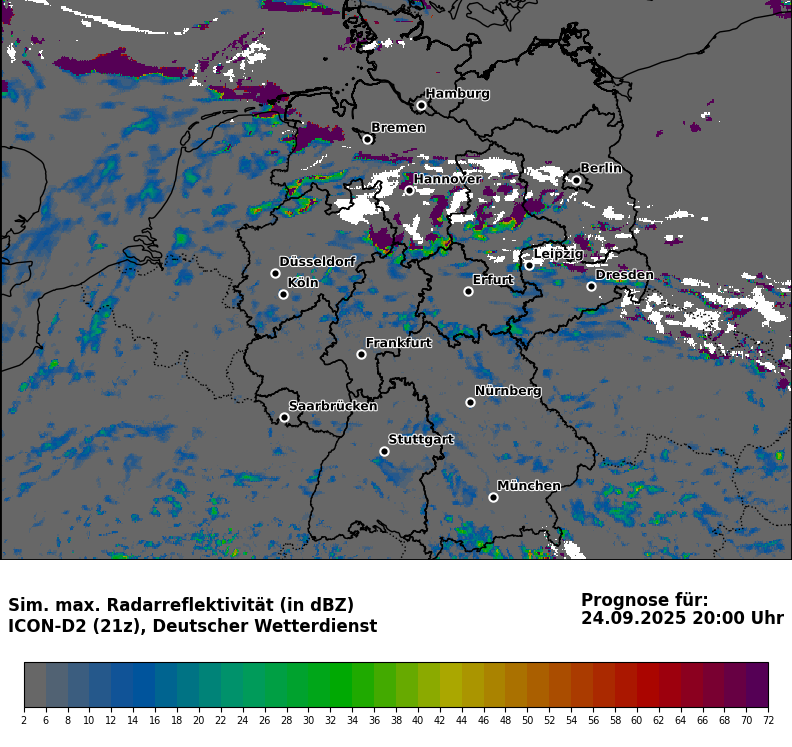 Hamburg
Bremen
Berlin
Hannover
Leipzig
Düsseldorf
Dresden
Köln
Erfurt
Frankfurt
Nürnberg
Saarbrücken
Stuttgart
München
Sim. max. Radarreflektivität (in dBZ)
ICON-D2 (21z), Deutscher Wetterdienst
Prognose für:
24.09.2025 20:00 Uhr
2 6 8 10 12 14 16 18 20 22 24 26 28 30 32 34 36 38 40 42 44 46 48 50 52 54 56 58 60 62 64 66 68 70 72